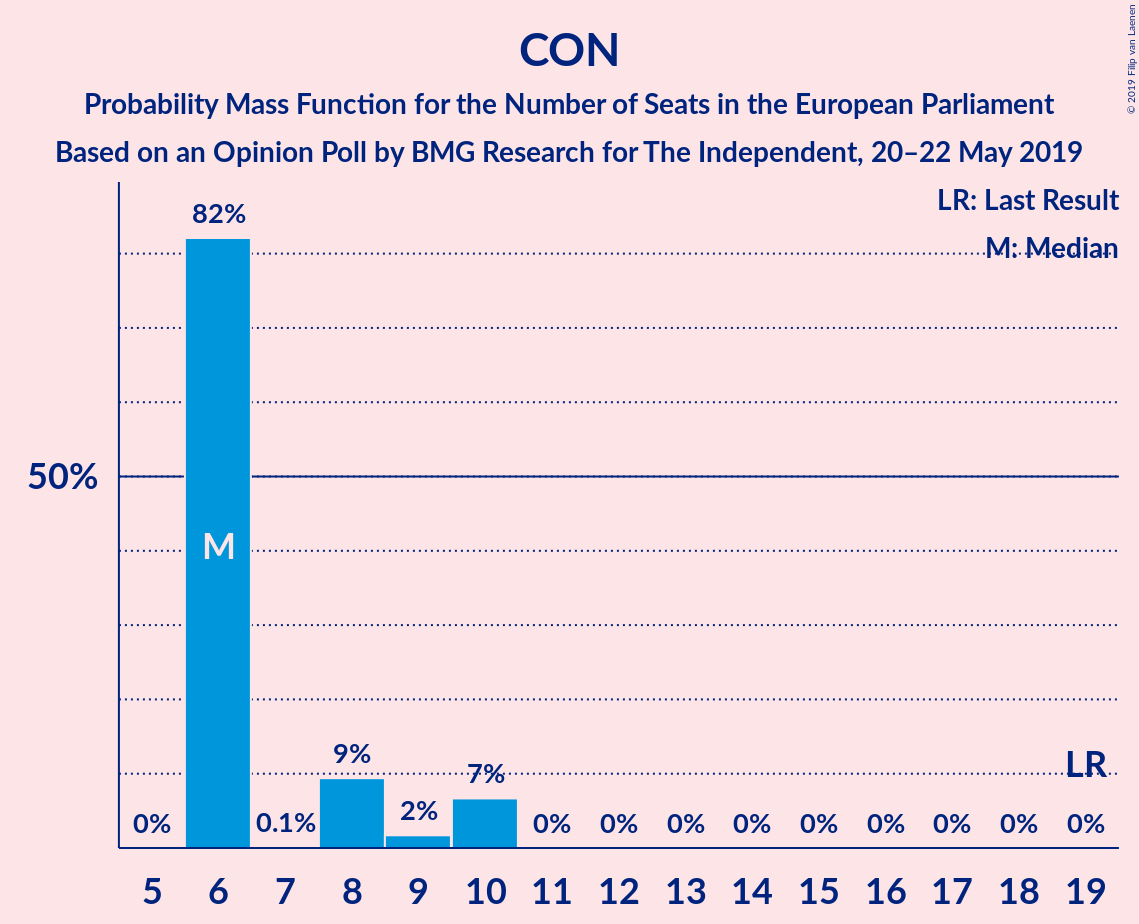 CON
Probability Mass Function for the Number of Seats in the European Parliament
Based on an Opinion Poll by BMG Research for The Independent, 20–22 May 2019
© 2019 Filip van Laenen
LR: Last Result
M: Median
82%
50%
M
LR
9%
7%
2%
0% 0.1% 0% 0% 0% 0% 0% 0% 0% 0% 0%
5 6 7 8 9 10 11 12 13 14 15 16 17 18 19